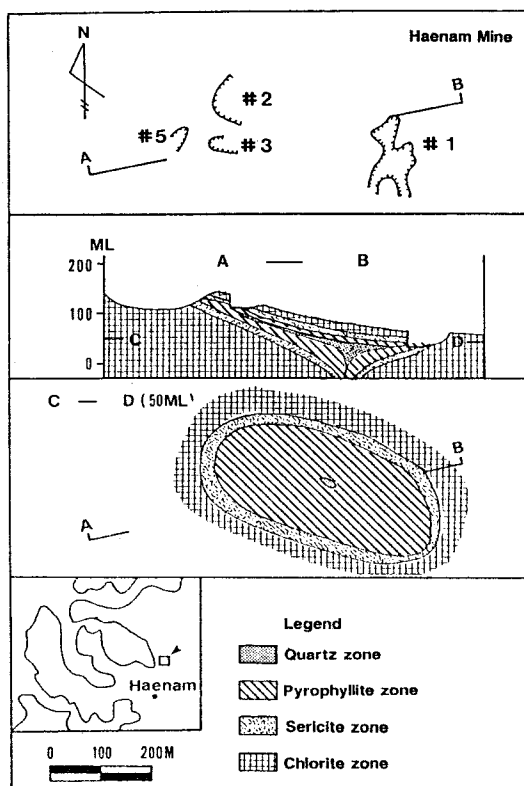 Haenam Mine
N
B
#2
#5
#3
#1
A
ML
200
A — B
100
C
D
0
C — D (50ML)
B
A
Haenam
0 100 200M
Legend
Quartz zone
Pyrophyllite zone
Sericite zone
Chlorite zone